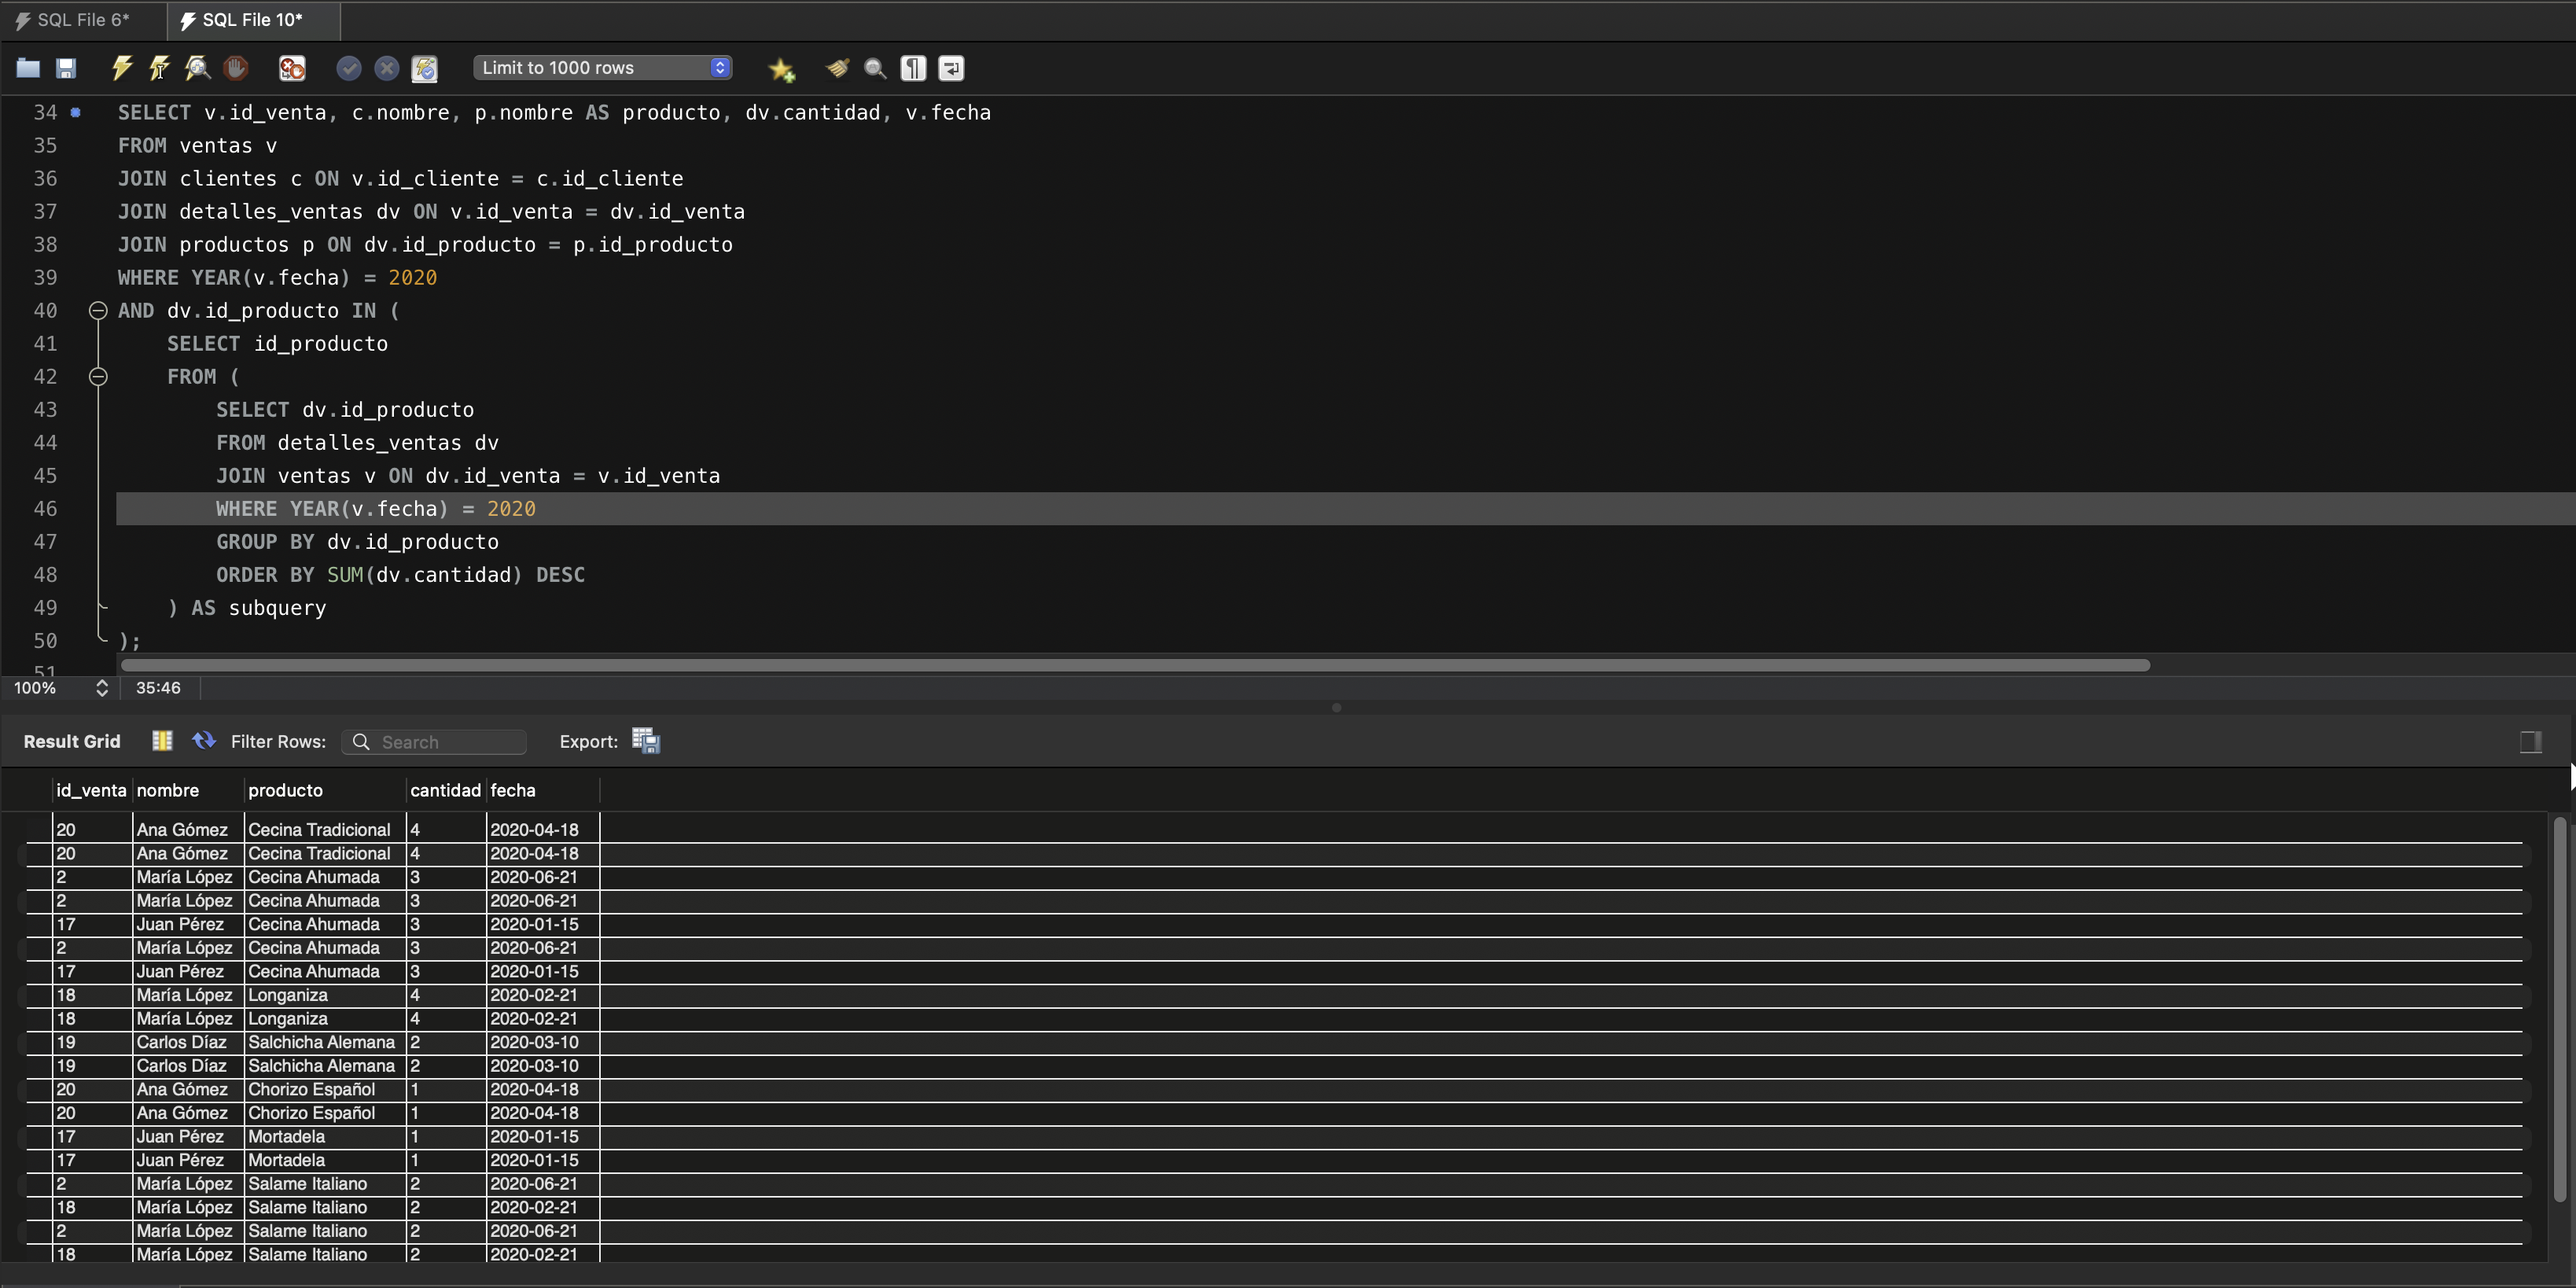 SQL File 6*
SQL File 10*
Limit to 1000 rows
34 SELECT v.id_venta, c.nombre, p.nombre AS producto, dv.cantidad, v.fecha
35 FROM ventas v
36 JOIN clientes c ON v.id_cliente = c.id_cliente
37 JOIN detalles_ventas dv ON v.id_venta = dv.id_venta
38 JOIN productos p ON dv.id_producto = p.id_producto
39 WHERE YEAR(v.fecha) = 2020
40 AND dv.id_producto IN (
41 SELECT id_producto
42 FROM (
43 SELECT dv.id_producto
44 FROM detalles_ventas dv
45 JOIN ventas v ON dv.id_venta = v.id_venta
46 WHERE YEAR(v.fecha) = 2020
47 GROUP BY dv.id_producto
48 ORDER BY SUM(dv.cantidad) DESC
49 ) AS subquery
50 );
51
100% 35:46
Result Grid Filter Rows: Search Export:
id_venta nombre producto cantidad fecha
20 Ana Gómez Cecina Tradicional 4 2020-04-18
20 Ana Gómez Cecina Tradicional 4 2020-04-18
2 María López Cecina Ahumada 3 2020-06-21
2 María López Cecina Ahumada 3 2020-06-21
17 Juan Pérez Cecina Ahumada 3 2020-01-15
2 María López Cecina Ahumada 3 2020-06-21
17 Juan Pérez Cecina Ahumada 3 2020-01-15
18 María López Longaniza 4 2020-02-21
18 María López Longaniza 4 2020-02-21
19 Carlos Díaz Salchicha Alemana 2 2020-03-10
19 Carlos Díaz Salchicha Alemana 2 2020-03-10
20 Ana Gómez Chorizo Español 1 2020-04-18
20 Ana Gómez Chorizo Español 1 2020-04-18
17 Juan Pérez Mortadela 1 2020-01-15
17 Juan Pérez Mortadela 1 2020-01-15
2 María López Salame Italiano 2 2020-06-21
18 María López Salame Italiano 2 2020-02-21
2 María López Salame Italiano 2 2020-06-21
18 María López Salame Italiano 2 2020-02-21